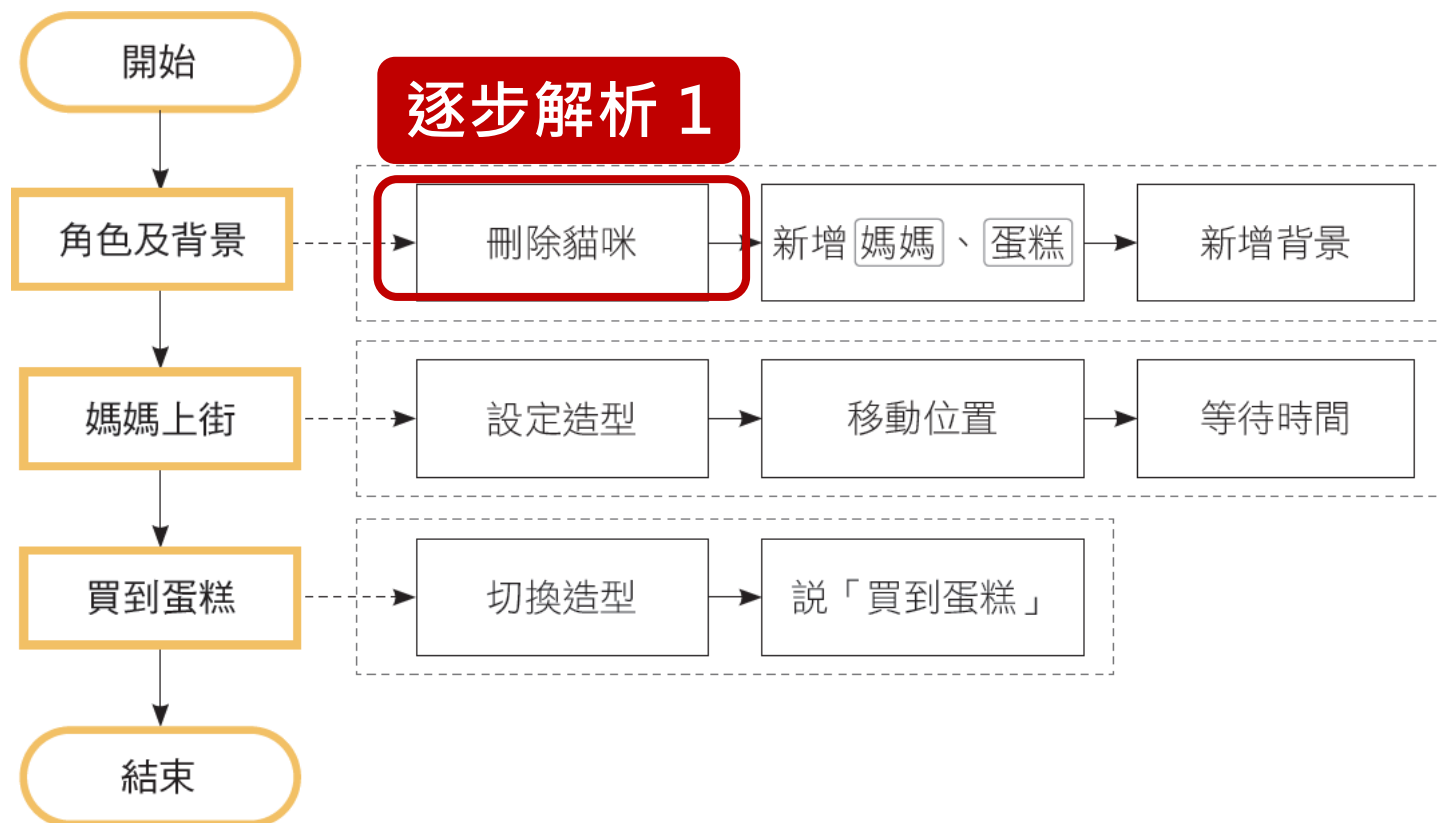 開始
逐步解析 1
角色及背景
刪除貓咪
新增 媽媽 、 蛋糕
新增背景
媽媽上街
設定造型
移動位置
等待時間
買到蛋糕
切換造型
説「買到蛋糕」
結束